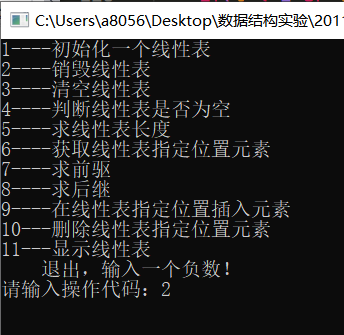 C:\Users\a8056\Desktop\数据结构实验\2011
1----初始化一个线性表
2----销毁线性表
3----清空线性表
4----判断线性表是否为空
5----求线性表长度
6----获取线性表指定位置元素
7----求前驱
8----求后继
9----在线性表指定位置插入元素
10---删除线性表指定位置元素
11---显示线性表
退出，输入一个负数！
请输入操作代码：2